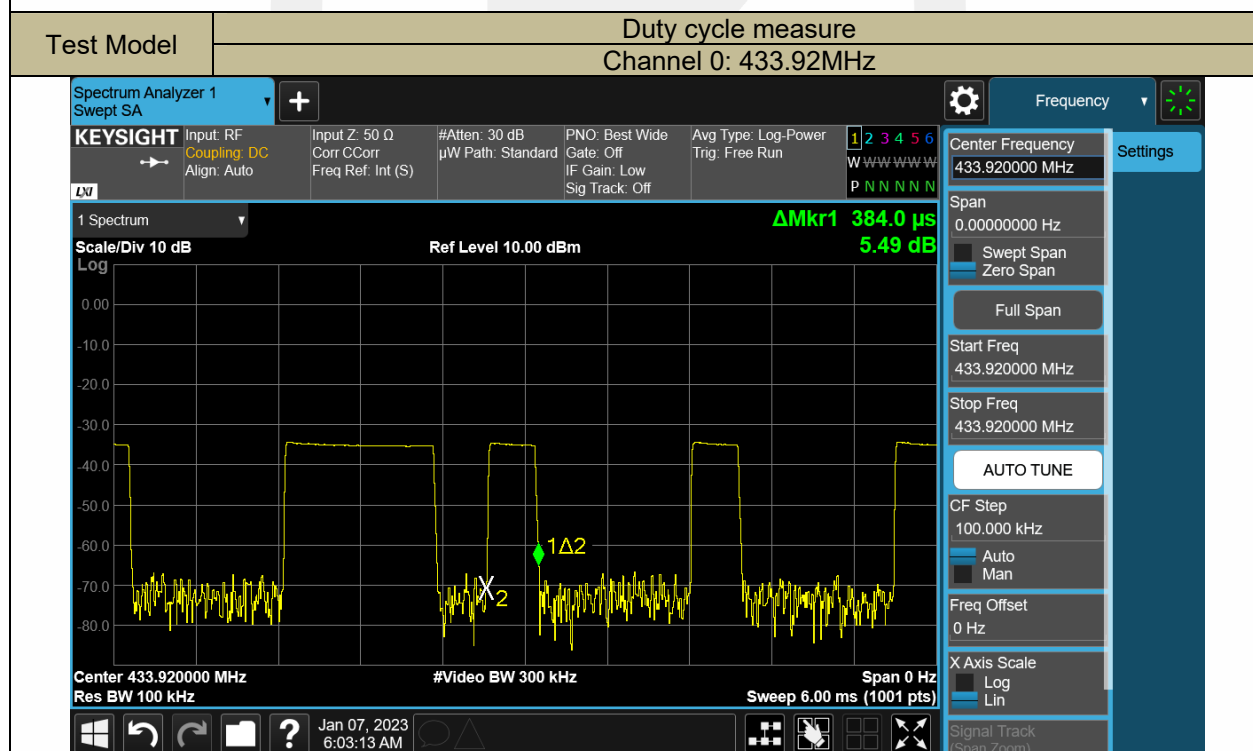 Test Model
Duty cycle measure
Channel 0: 433.92MHz
Spectrum Analyzer 1
Swept SA
Frequency
KEYSIGHT
LXI
Input: RF
Coupling: DC
Align: Auto
Input Z: 50 Ω
Corr CCorr
Freq Ref: Int (S)
#Atten: 30 dB
µW Path: Standard
PNO: Best Wide
Gate: Off
IF Gain: Low
Sig Track: Off
Avg Type: Log-Power
Trig: Free Run
1 2 3 4 5 6
W W W W W W
P N N N N N
1 Spectrum
ΔMkr1 384.0 µs
5.49 dB
Scale/Div 10 dB
Ref Level 10.00 dBm
Log
0.00
-10.0
-20.0
-30.0
-40.0
-50.0
-60.0
-70.0
-80.0
1Δ2
X2
Center 433.920000 MHz
#Video BW 300 kHz
Span 0 Hz
Res BW 100 kHz
Sweep 6.00 ms (1001 pts)
?
Jan 07, 2023
6:03:13 AM
Center Frequency
433.920000 MHz
Settings
Span
0.00000000 Hz
Swept Span
Zero Span
Full Span
Start Freq
433.920000 MHz
Stop Freq
433.920000 MHz
AUTO TUNE
CF Step
100.000 kHz
Auto
Man
Freq Offset
0 Hz
X Axis Scale
Log
Lin
Signal Track
(Span Zoom)